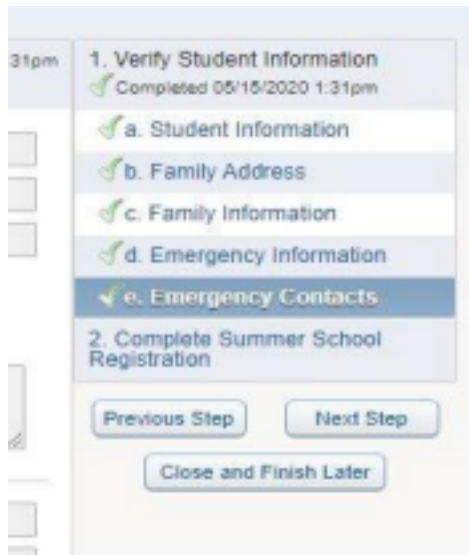 31pm
1. Verify Student Information
Completed 05/15/2020 1:31pm
a. Student Information
b. Family Address
c. Family Information
d. Emergency Information
e. Emergency Contacts
2. Complete Summer School
Registration
Previous Step
Next Step
Close and Finish Later